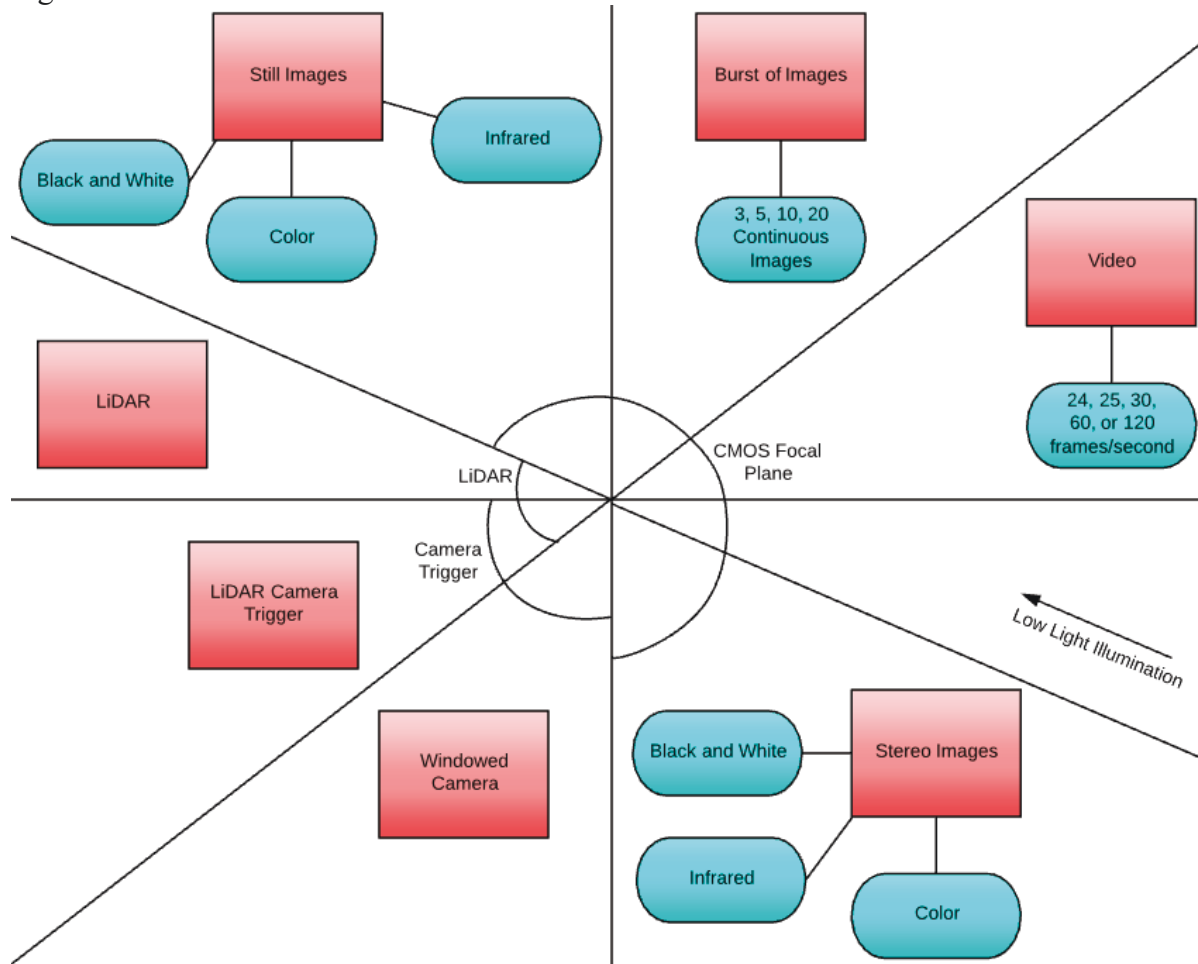 Still Images
Burst of Images
Infrared
Black and White
Color
3, 5, 10, 20
Continuous
Images
Video
LiDAR
24, 25, 30,
60, or 120
frames/second
CMOS Focal
Plane
LiDAR
Camera
Trigger
LiDAR Camera
Trigger
Low Light Illumination
Windowed
Camera
Black and White
Stereo Images
Infrared
Color